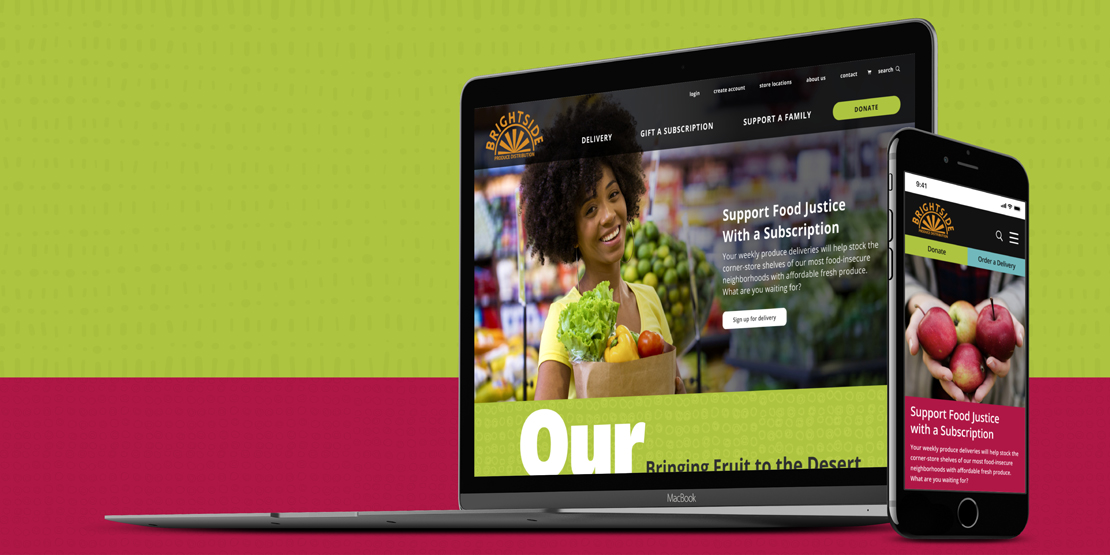 login
create account
store locations
about us
contact
search
BRIGHTSIDE
PRODUCE DISTRIBUTION
DELIVERY
GIFT A SUBSCRIPTION
SUPPORT A FAMILY
DONATE
Support Food Justice
With a Subscription
Your weekly produce deliveries will help stock the
corner-store shelves of our most food-insecure
neighborhoods with affordable fresh produce.
What are you waiting for?
Sign up for delivery
Our
Bringing Fruit to the Desert
MacBook
9:41
BRIGHTSIDE
PRODUCE DISTRIBUTION
Donate
Order a Delivery
Support Food Justice
with a Subscription
Your weekly produce deliveries will help stock the
corner-store shelves of our most food-insecure
neighborhoods with affordable fresh produce.
What are you waiting for?